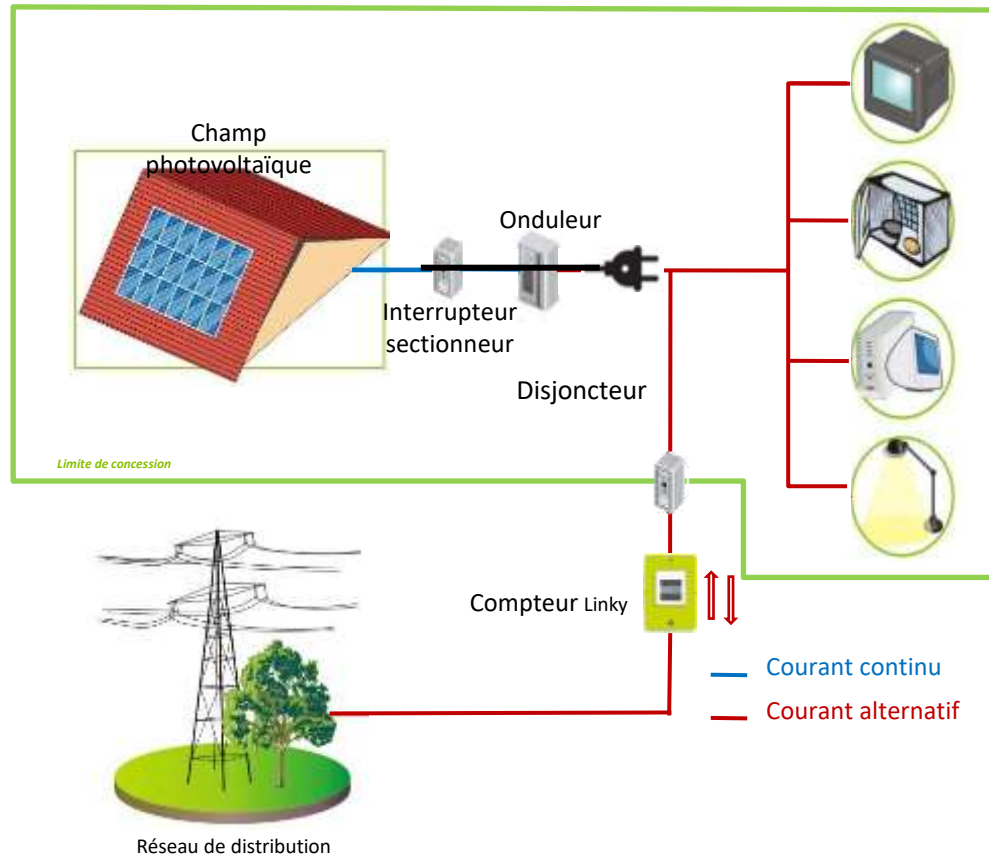 Champ
photovoltaïque
Onduleur
Interrupteur
sectionneur
Disjoncteur
Limite de concession
Compteur Linky
Courant continu
Courant alternatif
Réseau de distribution